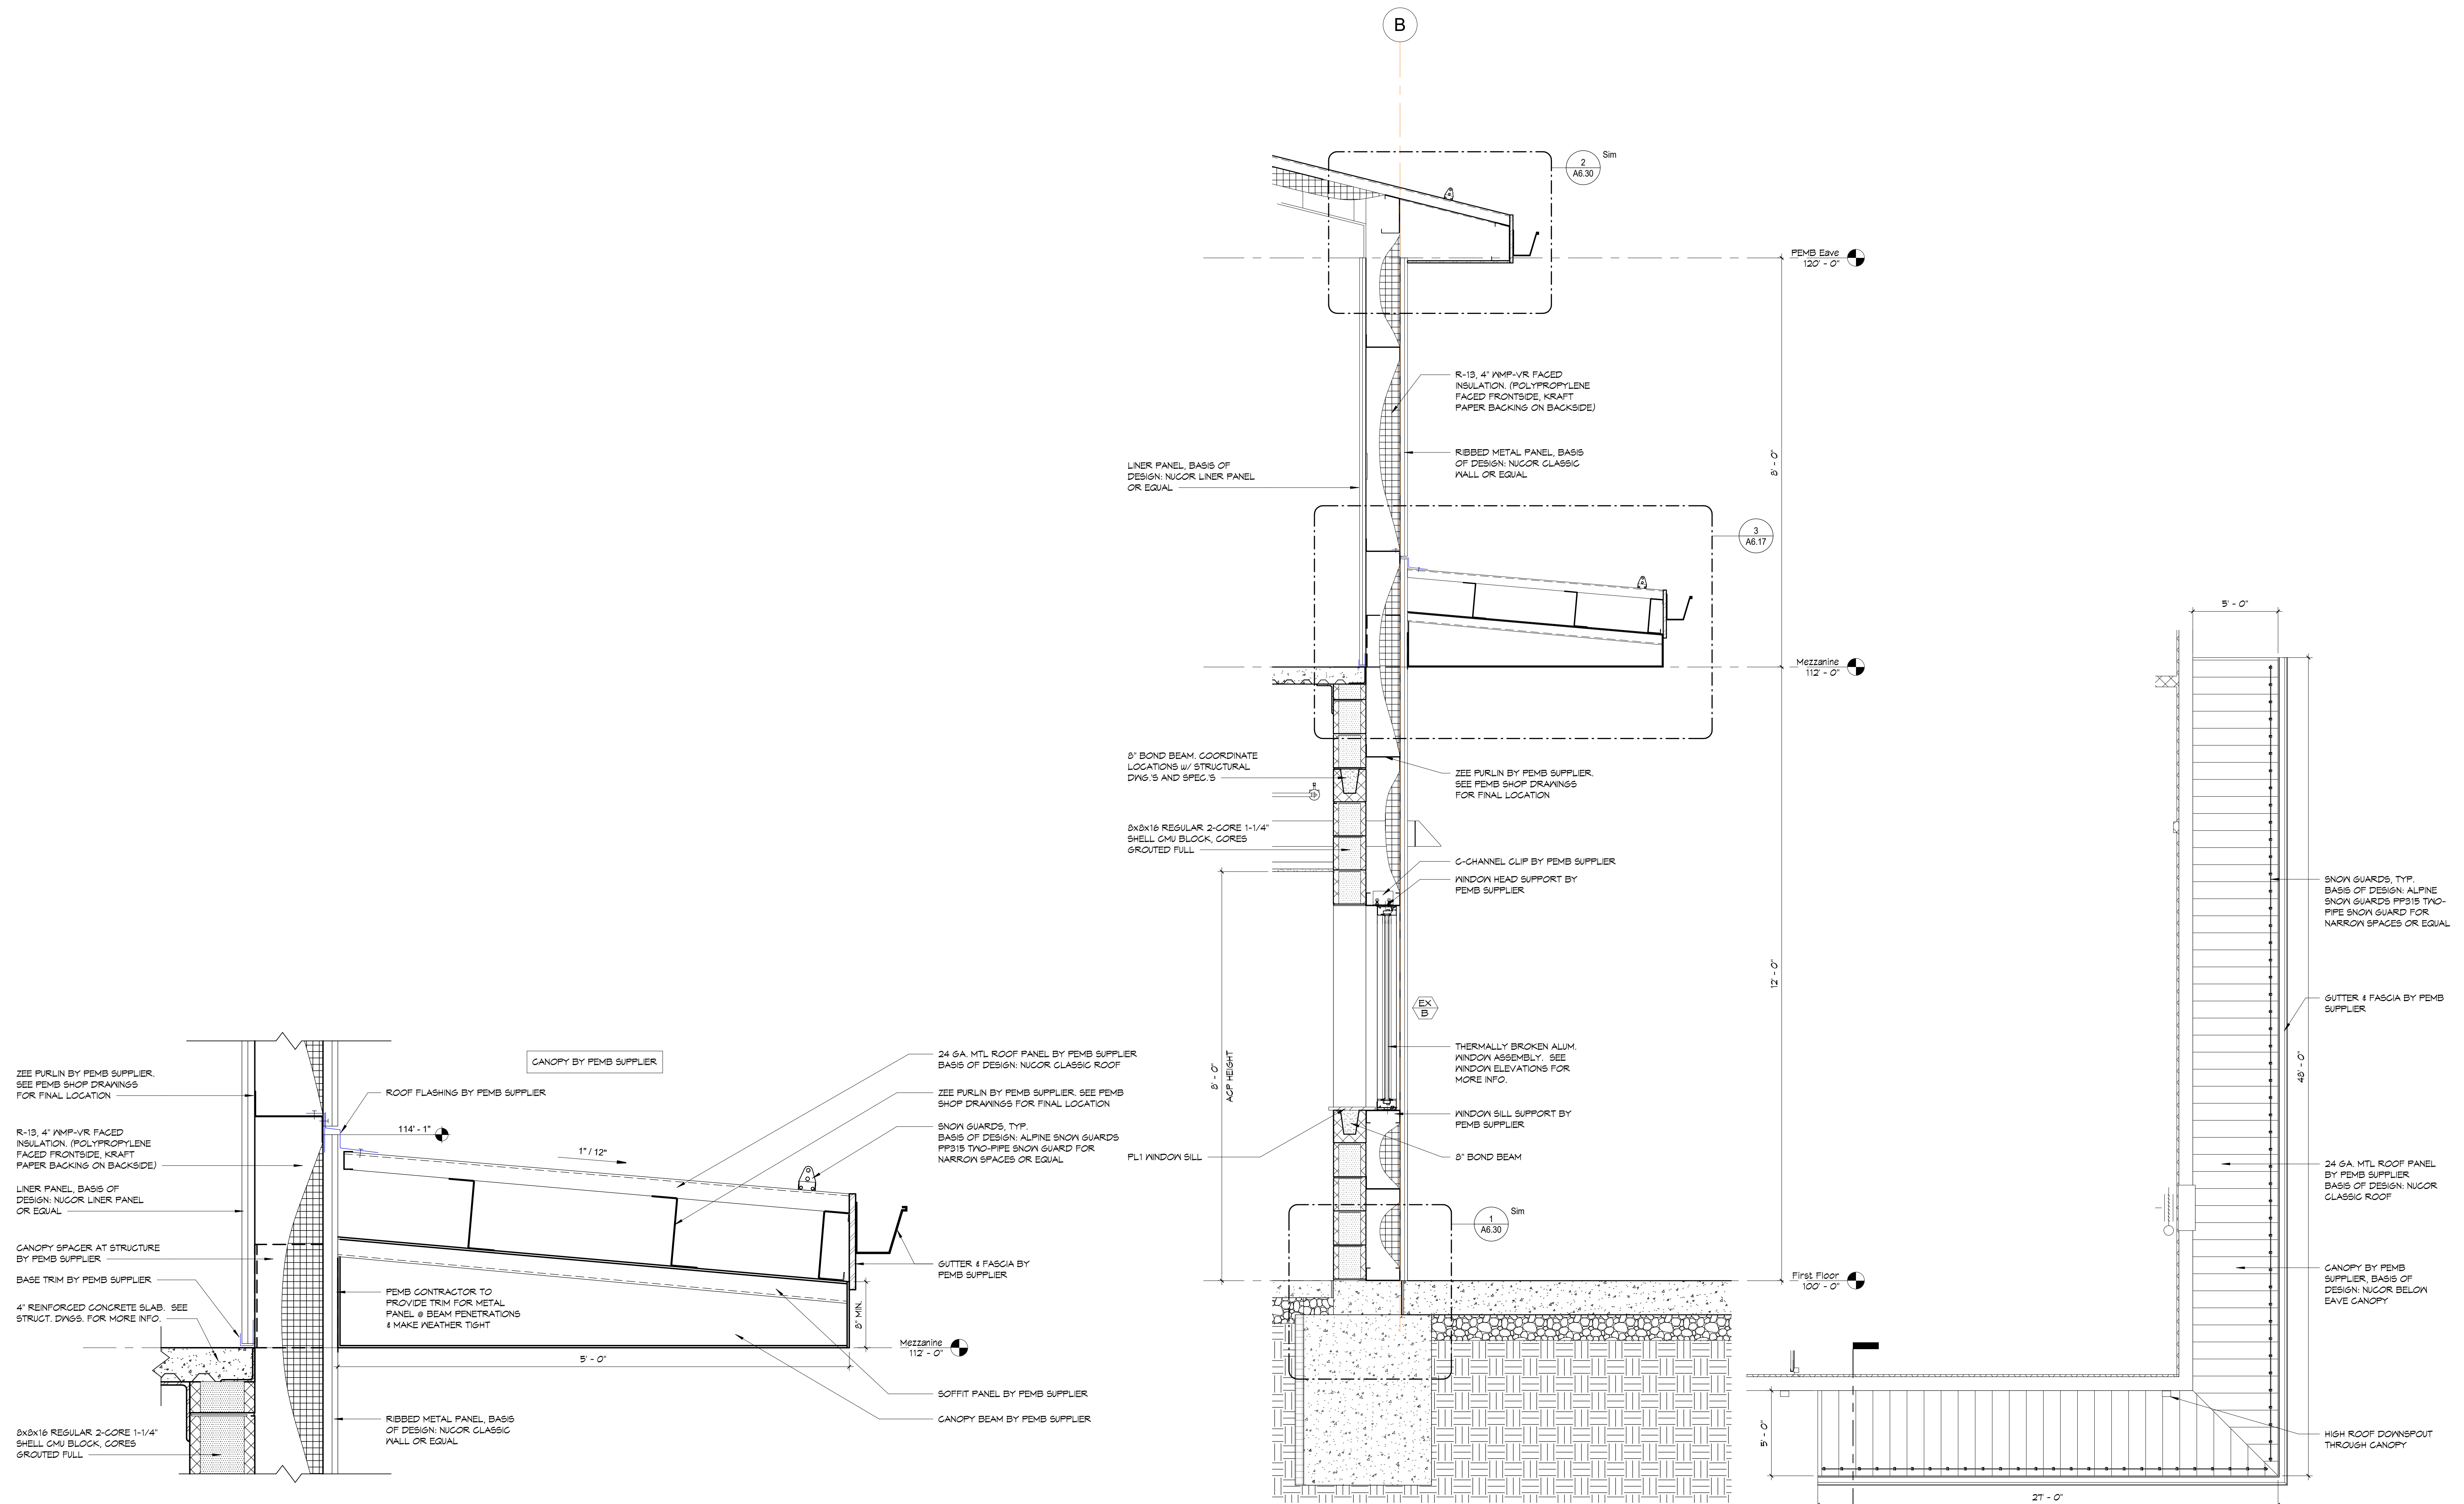 B
2
A6.30
Sim
PEMB Eave
120' - 0"
R-13, 4" WMP-VR FACED
INSULATION. (POLYPROPYLENE
FACED FRONTSIDE, KRAFT
PAPER BACKING ON BACKSIDE)
LINER PANEL, BASIS OF
DESIGN: NUCOR LINER PANEL
OR EQUAL
RIBBED METAL PANEL, BASIS
OF DESIGN: NUCOR CLASSIC
WALL OR EQUAL
8' - 0"
3
A6.17
Mezzanine
112' - 0"
8" BOND BEAM. COORDINATE
LOCATIONS W/ STRUCTURAL
DWG.'S AND SPEC.'S
ZEE PURLIN BY PEMB SUPPLIER.
SEE PEMB SHOP DRAWINGS
FOR FINAL LOCATION
8x8x16 REGULAR 2-CORE 1-1/4"
SHELL CMU BLOCK, CORES
GROUTED FULL
C-CHANNEL CLIP BY PEMB SUPPLIER
WINDOW HEAD SUPPORT BY
PEMB SUPPLIER
12' - 0"
EX
B
8' - 0"
ACP HEIGHT
THERMALLY BROKEN ALUM.
WINDOW ASSEMBLY. SEE
WINDOW ELEVATIONS FOR
MORE INFO.
WINDOW SILL SUPPORT BY
PEMB SUPPLIER
PL1 WINDOW SILL
8" BOND BEAM
1
A6.30
Sim
First Floor
100' - 0"
CANOPY BY PEMB SUPPLIER
ZEE PURLIN BY PEMB SUPPLIER.
SEE PEMB SHOP DRAWINGS
FOR FINAL LOCATION
R-13, 4" WMP-VR FACED
INSULATION. (POLYPROPYLENE
FACED FRONTSIDE, KRAFT
PAPER BACKING ON BACKSIDE)
LINER PANEL, BASIS OF
DESIGN: NUCOR LINER PANEL
OR EQUAL
CANOPY SPACER AT STRUCTURE
BY PEMB SUPPLIER
BASE TRIM BY PEMB SUPPLIER
4" REINFORCED CONCRETE SLAB. SEE
STRUCT. DWGS. FOR MORE INFO.
8x8x16 REGULAR 2-CORE 1-1/4"
SHELL CMU BLOCK, CORES
GROUTED FULL
ROOF FLASHING BY PEMB SUPPLIER
114' - 1"
1" / 12"
24 GA. MTL ROOF PANEL BY PEMB SUPPLIER
BASIS OF DESIGN: NUCOR CLASSIC ROOF
ZEE PURLIN BY PEMB SUPPLIER. SEE PEMB
SHOP DRAWINGS FOR FINAL LOCATION
SNOW GUARDS, TYP.
BASIS OF DESIGN: ALPINE SNOW GUARDS
PP315 TWO-PIPE SNOW GUARD FOR
NARROW SPACES OR EQUAL
GUTTER & FASCIA BY
PEMB SUPPLIER
PEMB CONTRACTOR TO
PROVIDE TRIM FOR METAL
PANEL @ BEAM PENETRATIONS
& MAKE WEATHER TIGHT
8" MIN.
Mezzanine
112' - 0"
5' - 0"
SOFFIT PANEL BY PEMB SUPPLIER
CANOPY BEAM BY PEMB SUPPLIER
RIBBED METAL PANEL, BASIS
OF DESIGN: NUCOR CLASSIC
WALL OR EQUAL
5' - 0"
SNOW GUARDS, TYP.
BASIS OF DESIGN: ALPINE
SNOW GUARDS PP315 TWO-
PIPE SNOW GUARD FOR
NARROW SPACES OR EQUAL
GUTTER & FASCIA BY PEMB
SUPPLIER
48' - 0"
24 GA. MTL ROOF PANEL
BY PEMB SUPPLIER
BASIS OF DESIGN: NUCOR
CLASSIC ROOF
CANOPY BY PEMB
SUPPLIER, BASIS OF
DESIGN: NUCOR BELOW
EAVE CANOPY
5' - 0"
HIGH ROOF DOWNSPOUT
THROUGH CANOPY
27' - 0"